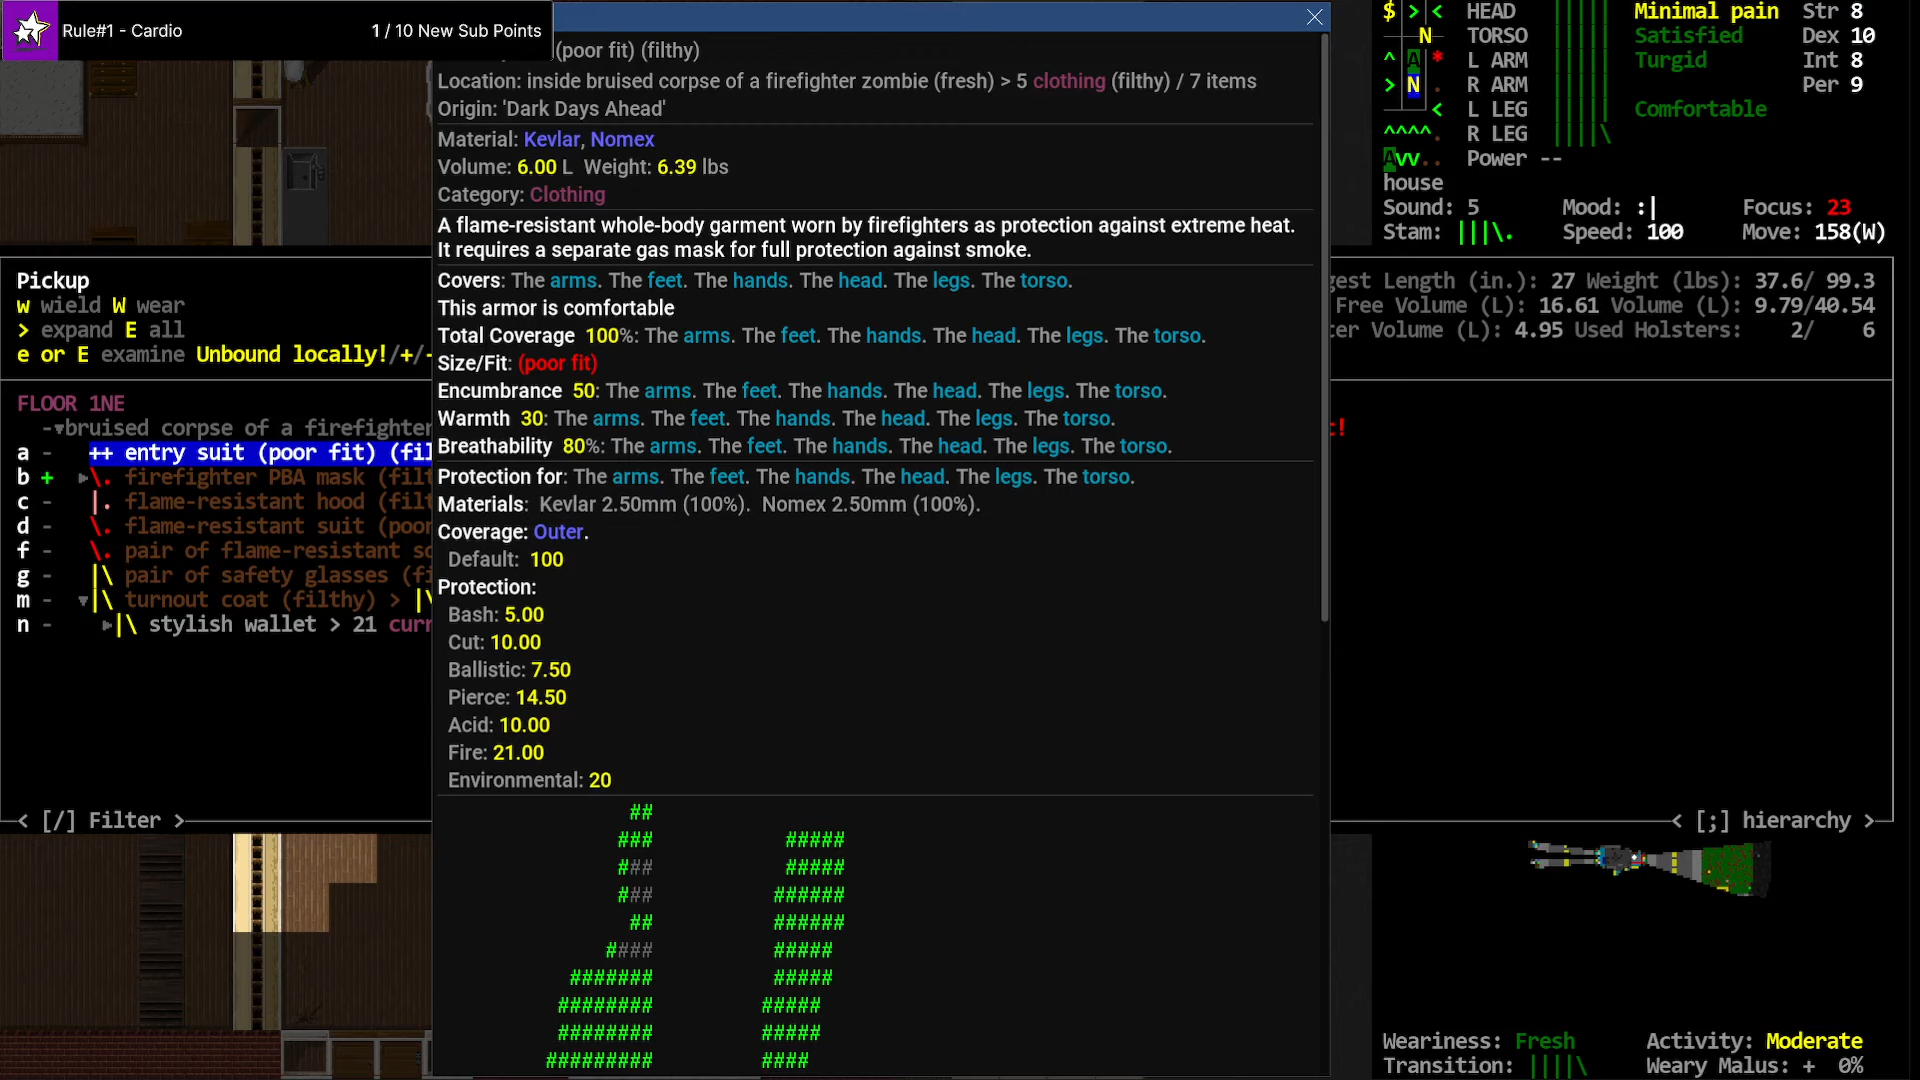 Rule#1 - Cardio 1 / 10 New Sub Points
(poor fit) (filthy)
Location: inside bruised corpse of a firefighter zombie (fresh) > 5 clothing (filthy) / 7 items
Origin: 'Dark Days Ahead'
Material: Kevlar, Nomex
Volume: 6.00 L Weight: 6.39 lbs
Category: Clothing
A flame-resistant whole-body garment worn by firefighters as protection against extreme heat.
It requires a separate gas mask for full protection against smoke.
Covers: The arms. The feet. The hands. The head. The legs. The torso.
This armor is comfortable
Total Coverage 100%: The arms. The feet. The hands. The head. The legs. The torso.
Size/Fit: (poor fit)
Encumbrance 50: The arms. The feet. The hands. The head. The legs. The torso.
Warmth 30: The arms. The feet. The hands. The head. The legs. The torso.
Breathability 80%: The arms. The feet. The hands. The head. The legs. The torso.
Protection for: The arms. The feet. The hands. The head. The legs. The torso.
Materials: Kevlar 2.50mm (100%). Nomex 2.50mm (100%).
Coverage: Outer.
Default: 100
Protection:
Bash: 5.00
Cut: 10.00
Ballistic: 7.50
Pierce: 14.50
Acid: 10.00
Fire: 21.00
Environmental: 20
## 
### #####
### #####
### ######
## ######
#### #####
####### #####
######## #####
######## #####
######### ####
Pickup
w wield W wear
> expand E all
e or E examine Unbound locally!/+/-
FLOOR 1NE
-▾bruised corpse of a firefighter
a - ++ entry suit (poor fit) (fil
b + ▸\. firefighter PBA mask (filt
c - |. flame-resistant hood (filt
d - \. flame-resistant suit (poor
f - \. pair of flame-resistant so
g - |\ pair of safety glasses (fi
m - ▾|\ turnout coat (filthy) > |\
n - ▸|\ stylish wallet > 21 curr
< [/] Filter >
$ > < HEAD ||||| Minimal pain Str 8
N TORSO ||||| Satisfied Dex 10
^ A * L ARM ||||| Turgid Int 8
> N . R ARM ||||| Per 9
< L LEG ||||| Comfortable
^^^^. R LEG ||||\
Avv.. Power --
house
Sound: 5 Mood: :| Focus: 23
Stam: |||\. Speed: 100 Move: 158(W)
gest Length (in.): 27 Weight (lbs): 37.6/ 99.3
Free Volume (L): 16.61 Volume (L): 9.79/40.54
ter Volume (L): 4.95 Used Holsters: 2/ 6
!
< [;] hierarchy >
Weariness: Fresh Activity: Moderate
Transition: ||||\ Weary Malus: + 0%